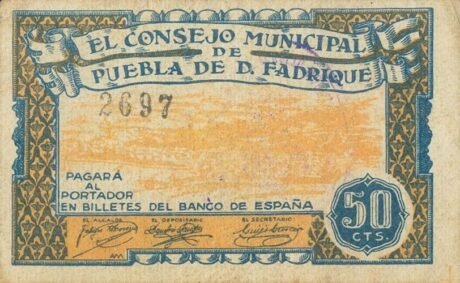 EL CONSEJO MUNICIPAL
DE
PUEBLA DE D. FADRIQUE
2697
PAGARÁ
AL
PORTADOR
EN BILLETES DEL BANCO DE ESPAÑA
EL ALCALDE EL DEPOSITARIO EL SECRETARIO
50
CTS.